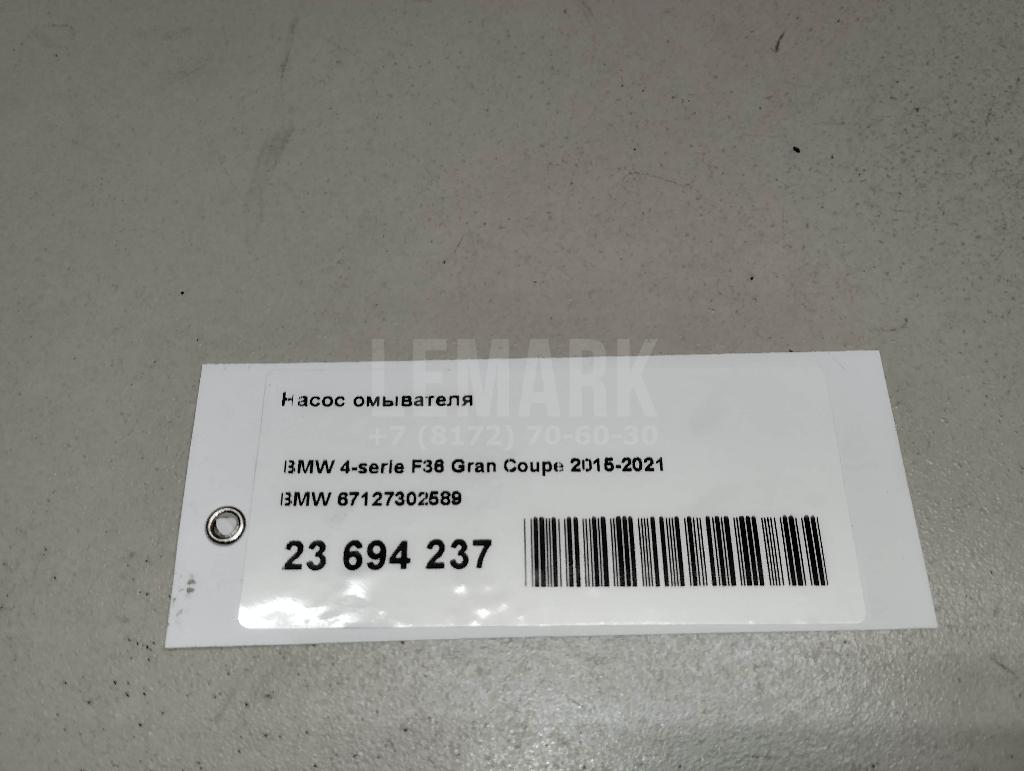 LEMARK
+7 (8172) 70-60-30
Насос омывателя
BMW 4-serie F36 Gran Coupe 2015-2021
BMW 67127302589
23 694 237